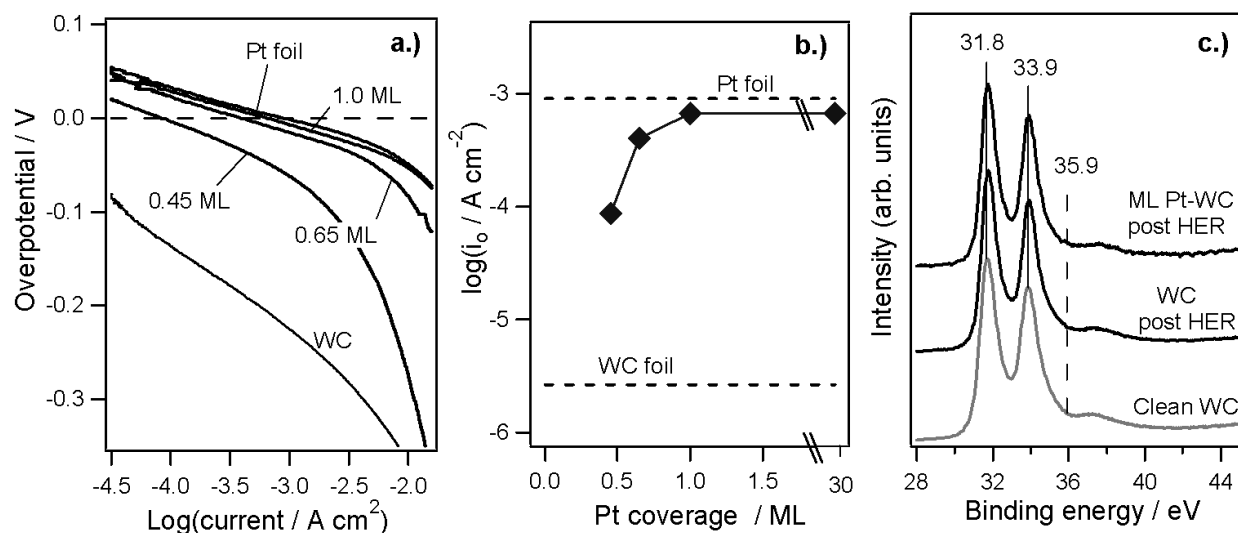 a.)
Overpotential / V
0.1
0.0
-0.1
-0.2
-0.3
Pt foil
1.0 ML
0.45 ML
0.65 ML
WC
-4.5 -4.0 -3.5 -3.0 -2.5 -2.0
Log(current / A cm²)
b.)
log(i₀ / A cm⁻²)
-3
-4
-5
-6
Pt foil
WC foil
0.0 0.5 1.0 1.5 30
Pt coverage / ML
c.)
Intensity (arb. units)
31.8
33.9
35.9
ML Pt-WC
post HER
WC
post HER
Clean WC
28 32 36 40 44
Binding energy / eV